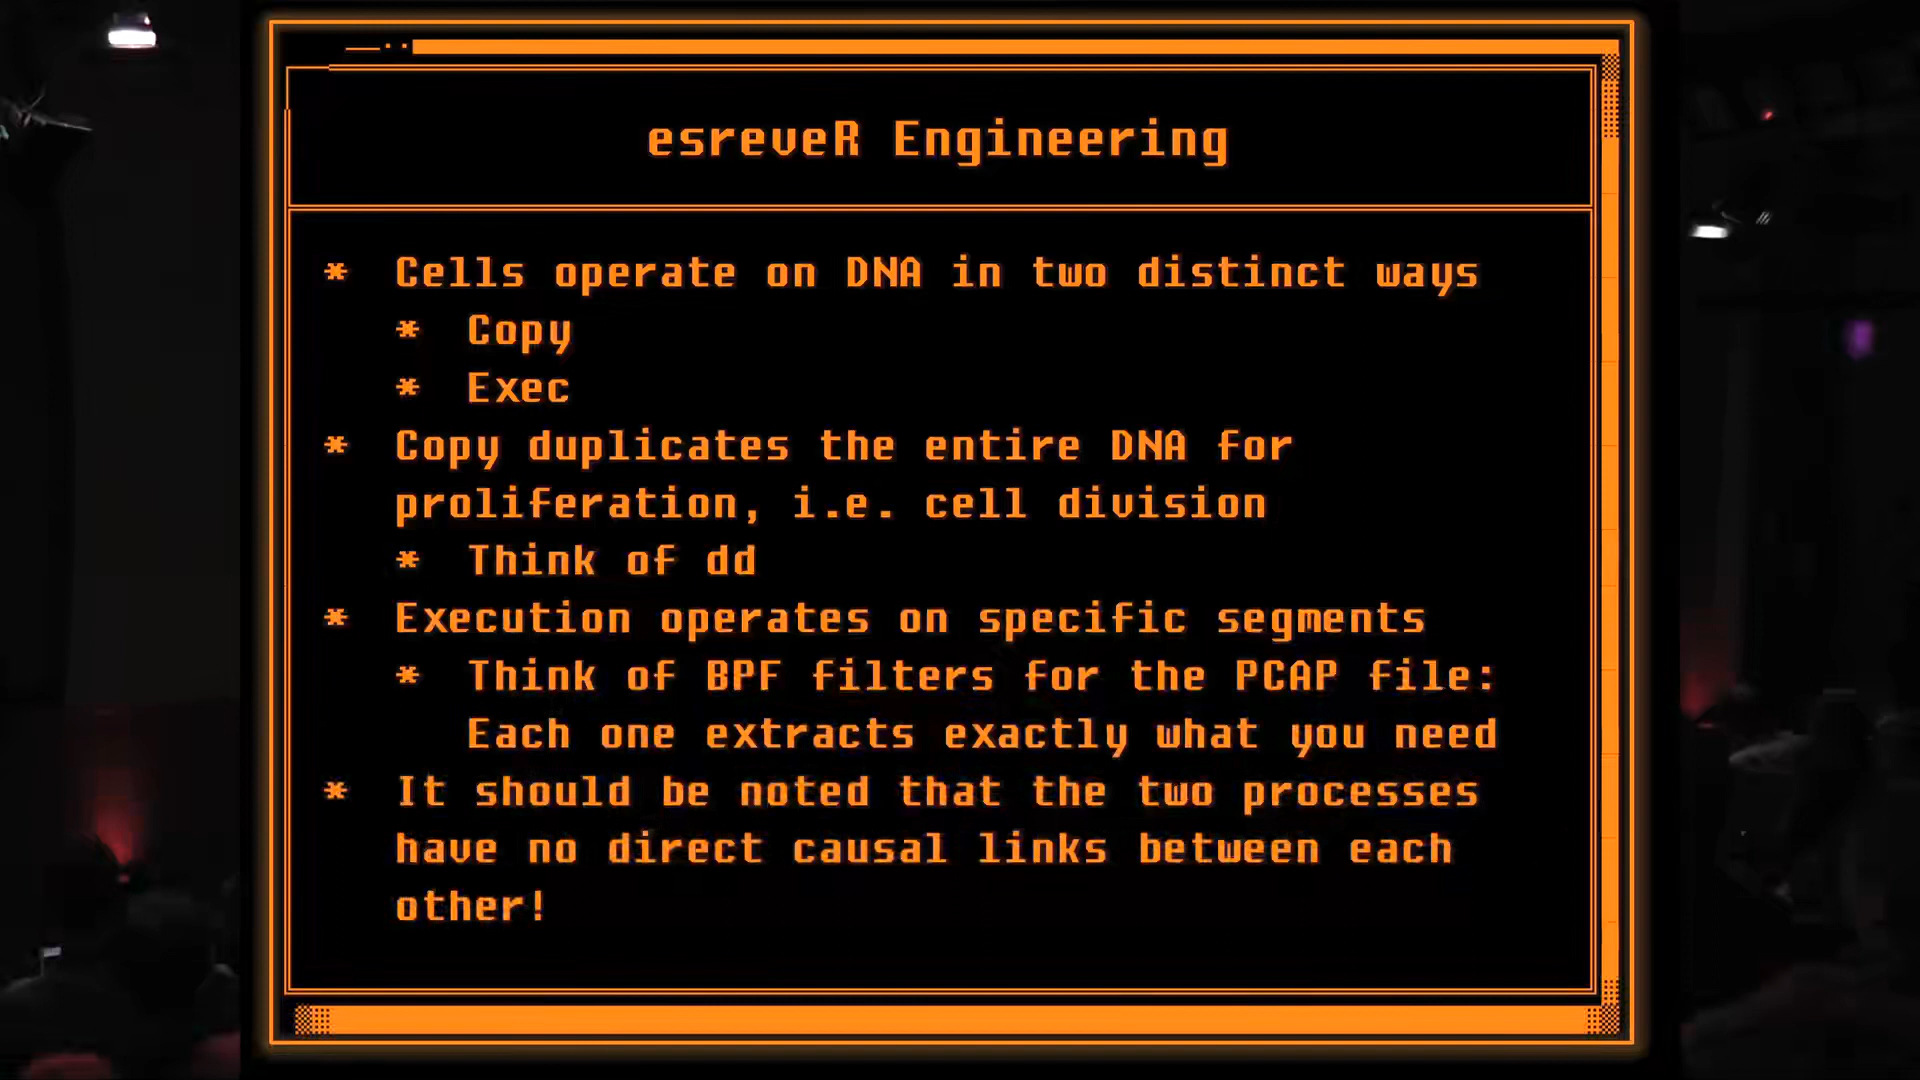 esreveR Engineering
* Cells operate on DNA in two distinct ways
* Copy
* Exec
* Copy duplicates the entire DNA for
proliferation, i.e. cell division
* Think of dd
* Execution operates on specific segments
* Think of BPF filters for the PCAP file:
Each one extracts exactly what you need
* It should be noted that the two processes
have no direct causal links between each
other!